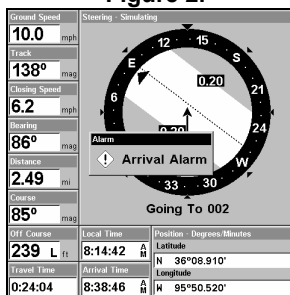 Figure 2.
Ground Speed
10.0 mph
Track
138° mag
Closing Speed
6.2 mph
Bearing
86° mag
Distance
2.49 mi
Course
85° mag
Off Course
239 L ft
Travel Time
0:24:04
Steering - Simulating
12 15 S 21 24 W 30 33 6 E
0.20
0.20
Alarm
Arrival Alarm
Going To 002
Local Time
8:14:42 AM
Arrival Time
8:38:46 AM
Position - Degrees/Minutes
Latitude
N 36°08.910'
Longitude
W 95°50.520'